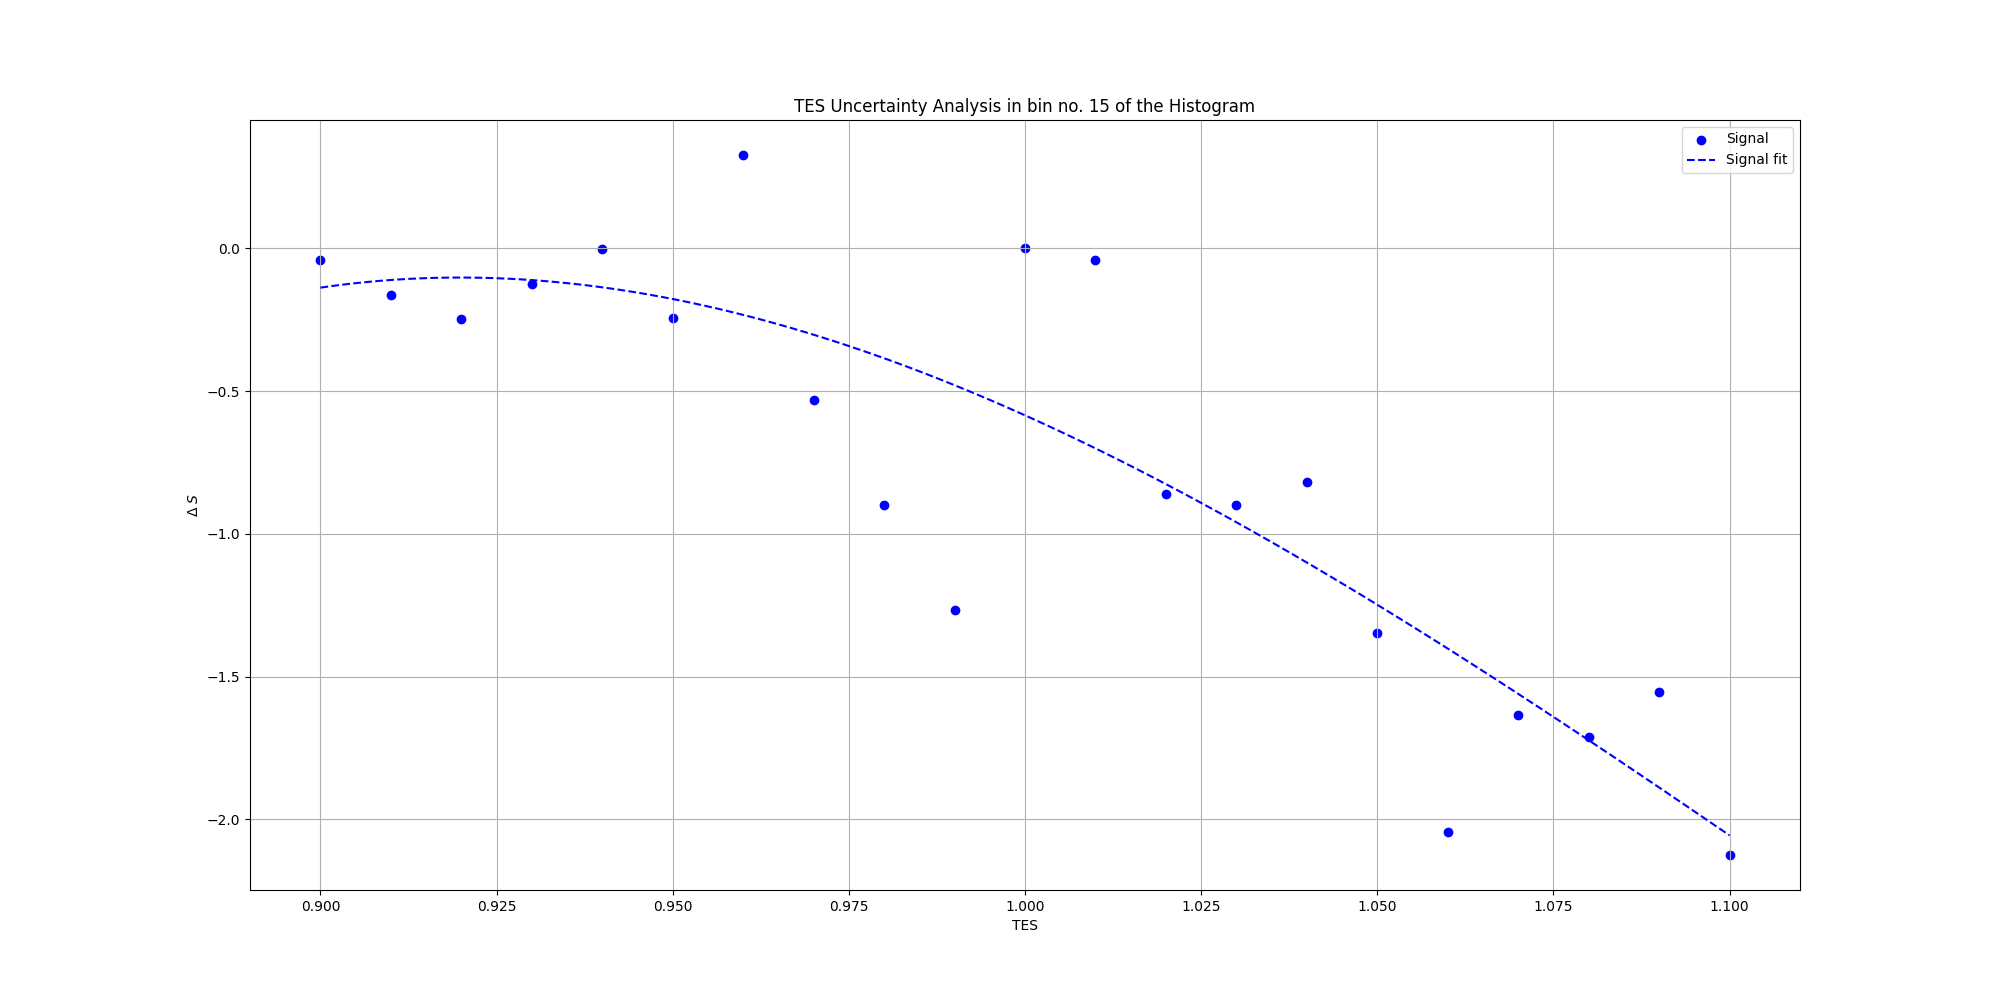 TES Uncertainty Analysis in bin no. 15 of the Histogram
Signal
Signal fit
0.0
−0.5
−1.0
−1.5
−2.0
Δ S
0.900 0.925 0.950 0.975 1.000 1.025 1.050 1.075 1.100
TES